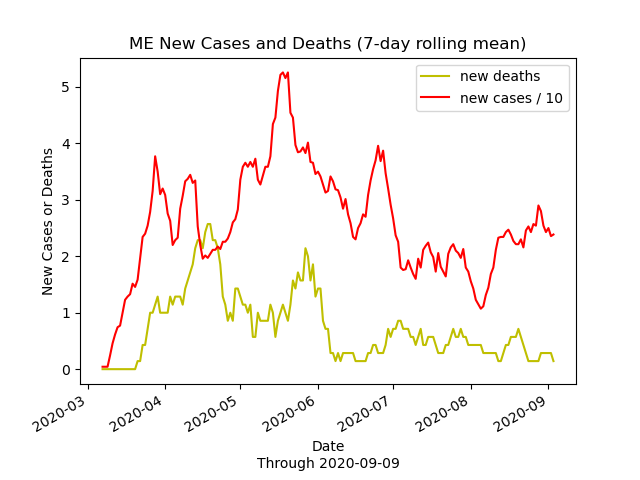 ME New Cases and Deaths (7-day rolling mean)
new deaths
new cases / 10
New Cases or Deaths
5
4
3
2
1
0
2020-03
2020-04
2020-05
2020-06
2020-07
2020-08
2020-09
Date
Through 2020-09-09